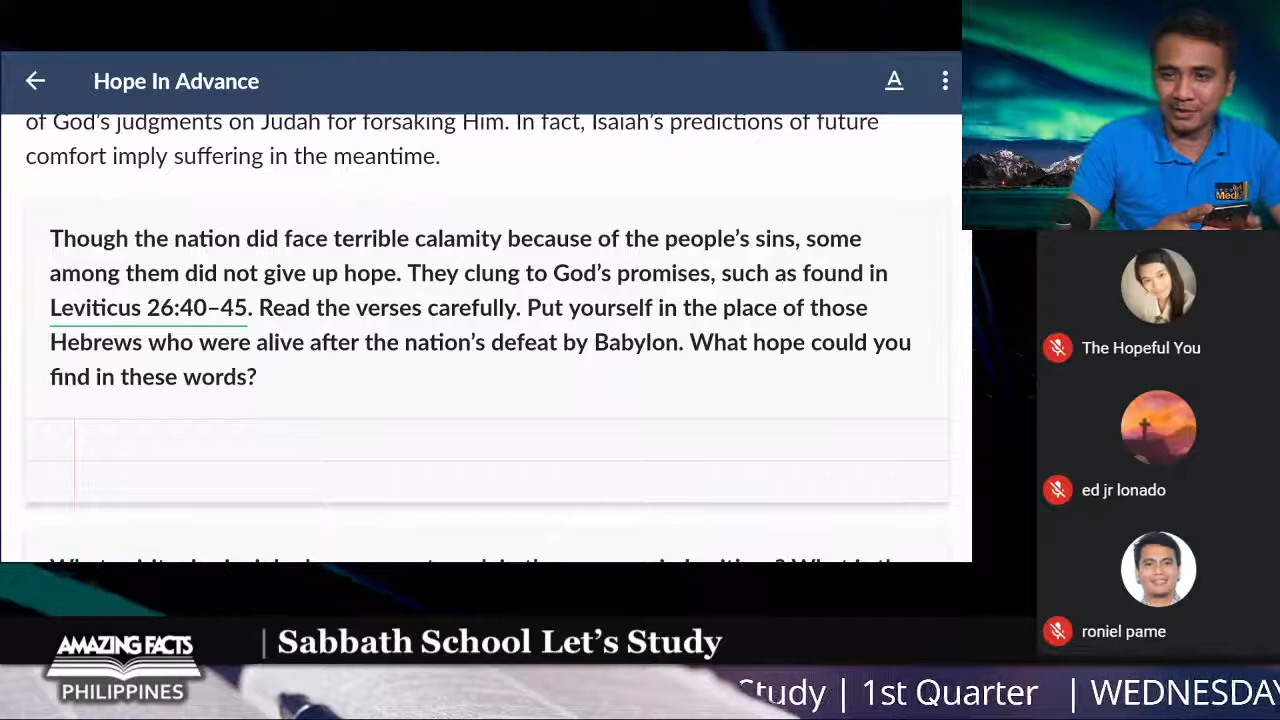 Hope In Advance
A
of God's judgments on Judah for forsaking Him. In fact, Isaiah's predictions of future
comfort imply suffering in the meantime.
Though the nation did face terrible calamity because of the people's sins, some
among them did not give up hope. They clung to God's promises, such as found in
Leviticus 26:40–45. Read the verses carefully. Put yourself in the place of those
Hebrews who were alive after the nation's defeat by Babylon. What hope could you
find in these words?
The Hopeful You
ed jr lonado
roniel pame
AMAZING FACTS
PHILIPPINES
| Sabbath School Let's Study
Study | 1st Quarter | WEDNESDAY